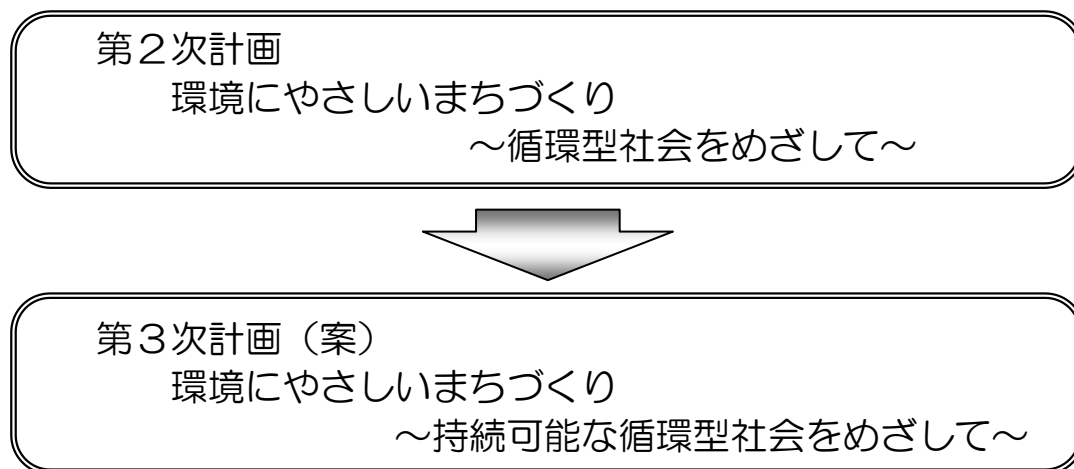 第２次計画
環境にやさしいまちづくり
～循環型社会をめざして～
第３次計画（案）
環境にやさしいまちづくり
～持続可能な循環型社会をめざして～